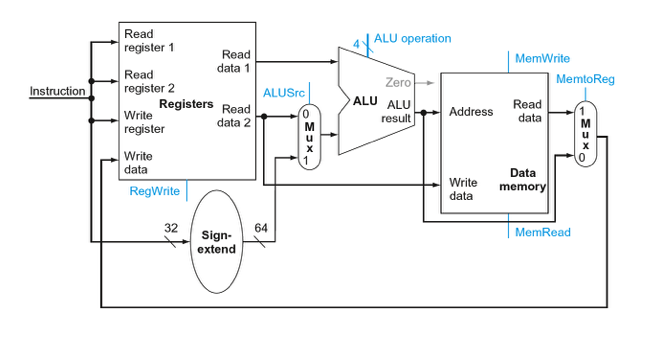 Instruction
Read
register 1
Read
register 2
Write
register
Write
data
Registers
Read
data 1
Read
data 2
RegWrite
32
Sign-
extend
64
ALUSrc
0
M
u
x
1
4
ALU operation
Zero
ALU
ALU
result
MemWrite
Address
Read
data
Write
data
Data
memory
MemRead
MemtoReg
1
M
u
x
0